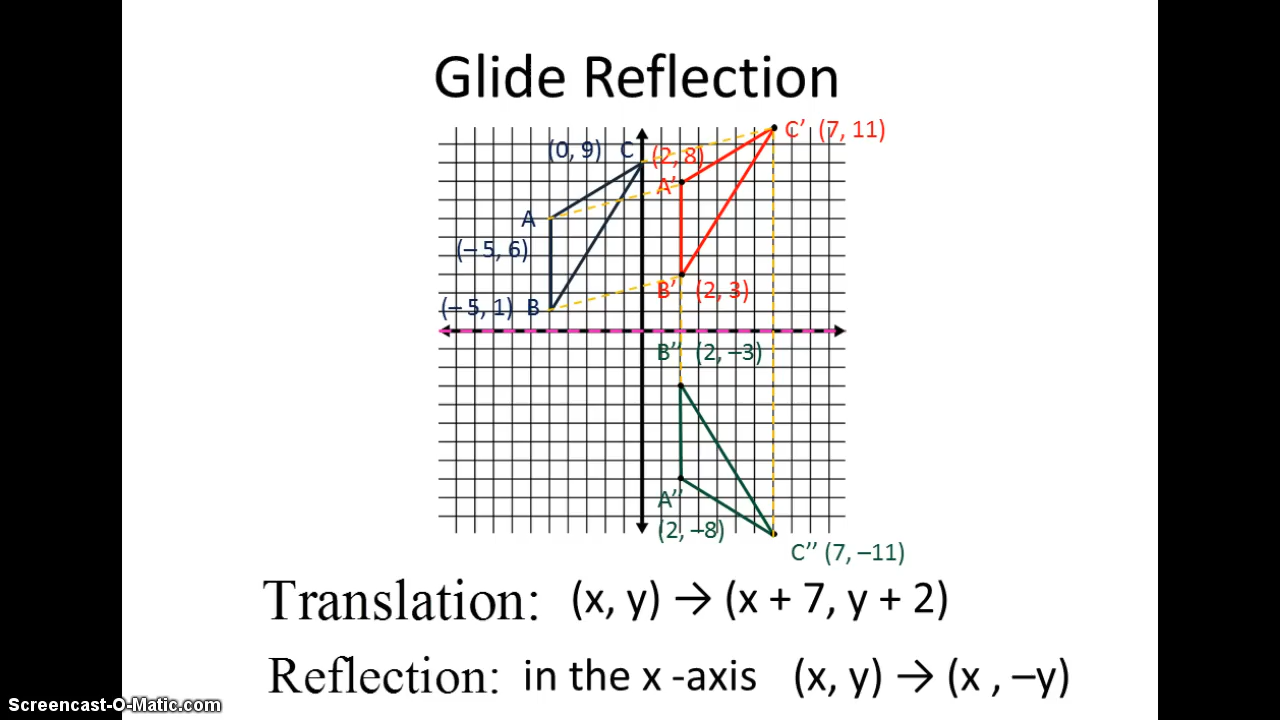 Glide Reflection
C’ (7, 11)
(0, 9) C (2, 8)
A’
A
(– 5, 6)
B’ (2, 3)
(– 5, 1) B
B’’ (2, –3)
A’’
(2, –8)
C’’ (7, –11)
Translation: (x, y) → (x + 7, y + 2)
Reflection: in the x -axis (x, y) → (x , –y)
Screencast-O-Matic.com